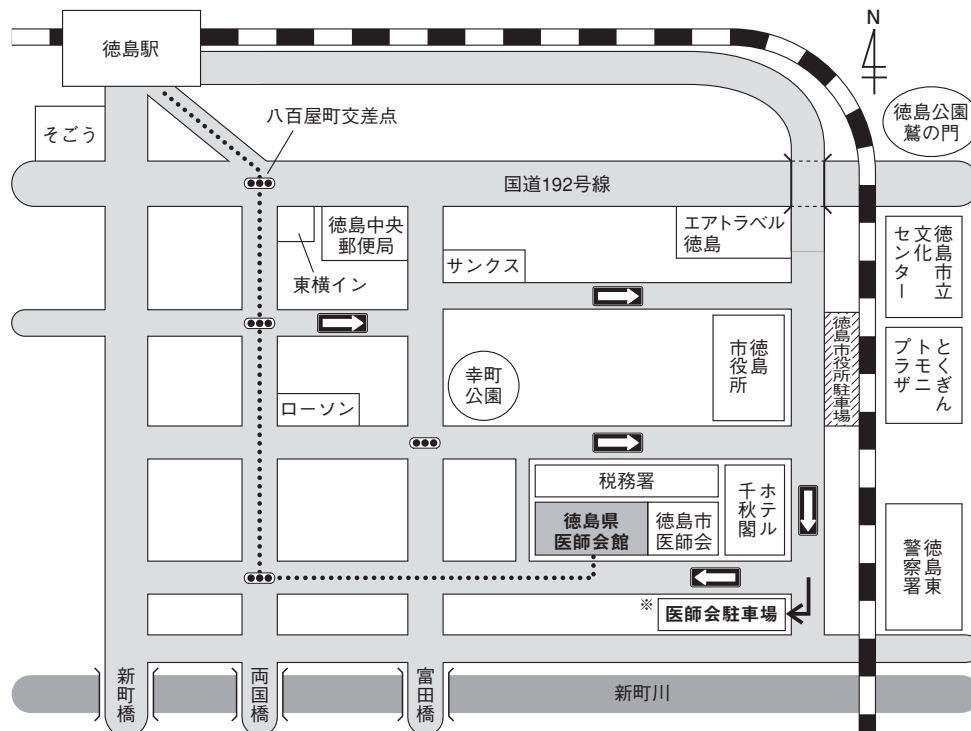 徳島駅
N
そごう
八百屋町交差点
徳島公園
鷲の門
国道192号線
徳島中央
郵便局
東横イン
サンクス
エアトラベル
徳島
徳島市立
文化
センター
徳島市役所駐車場
徳島
市役所
とくぎん
トモニ
プラザ
幸町
公園
ローソン
税務署
徳島県
医師会館
徳島市
医師会
ホテル
千秋閣
徳島東
警察署
※
医師会駐車場
新町橋
両国橋
富田橋
新町川